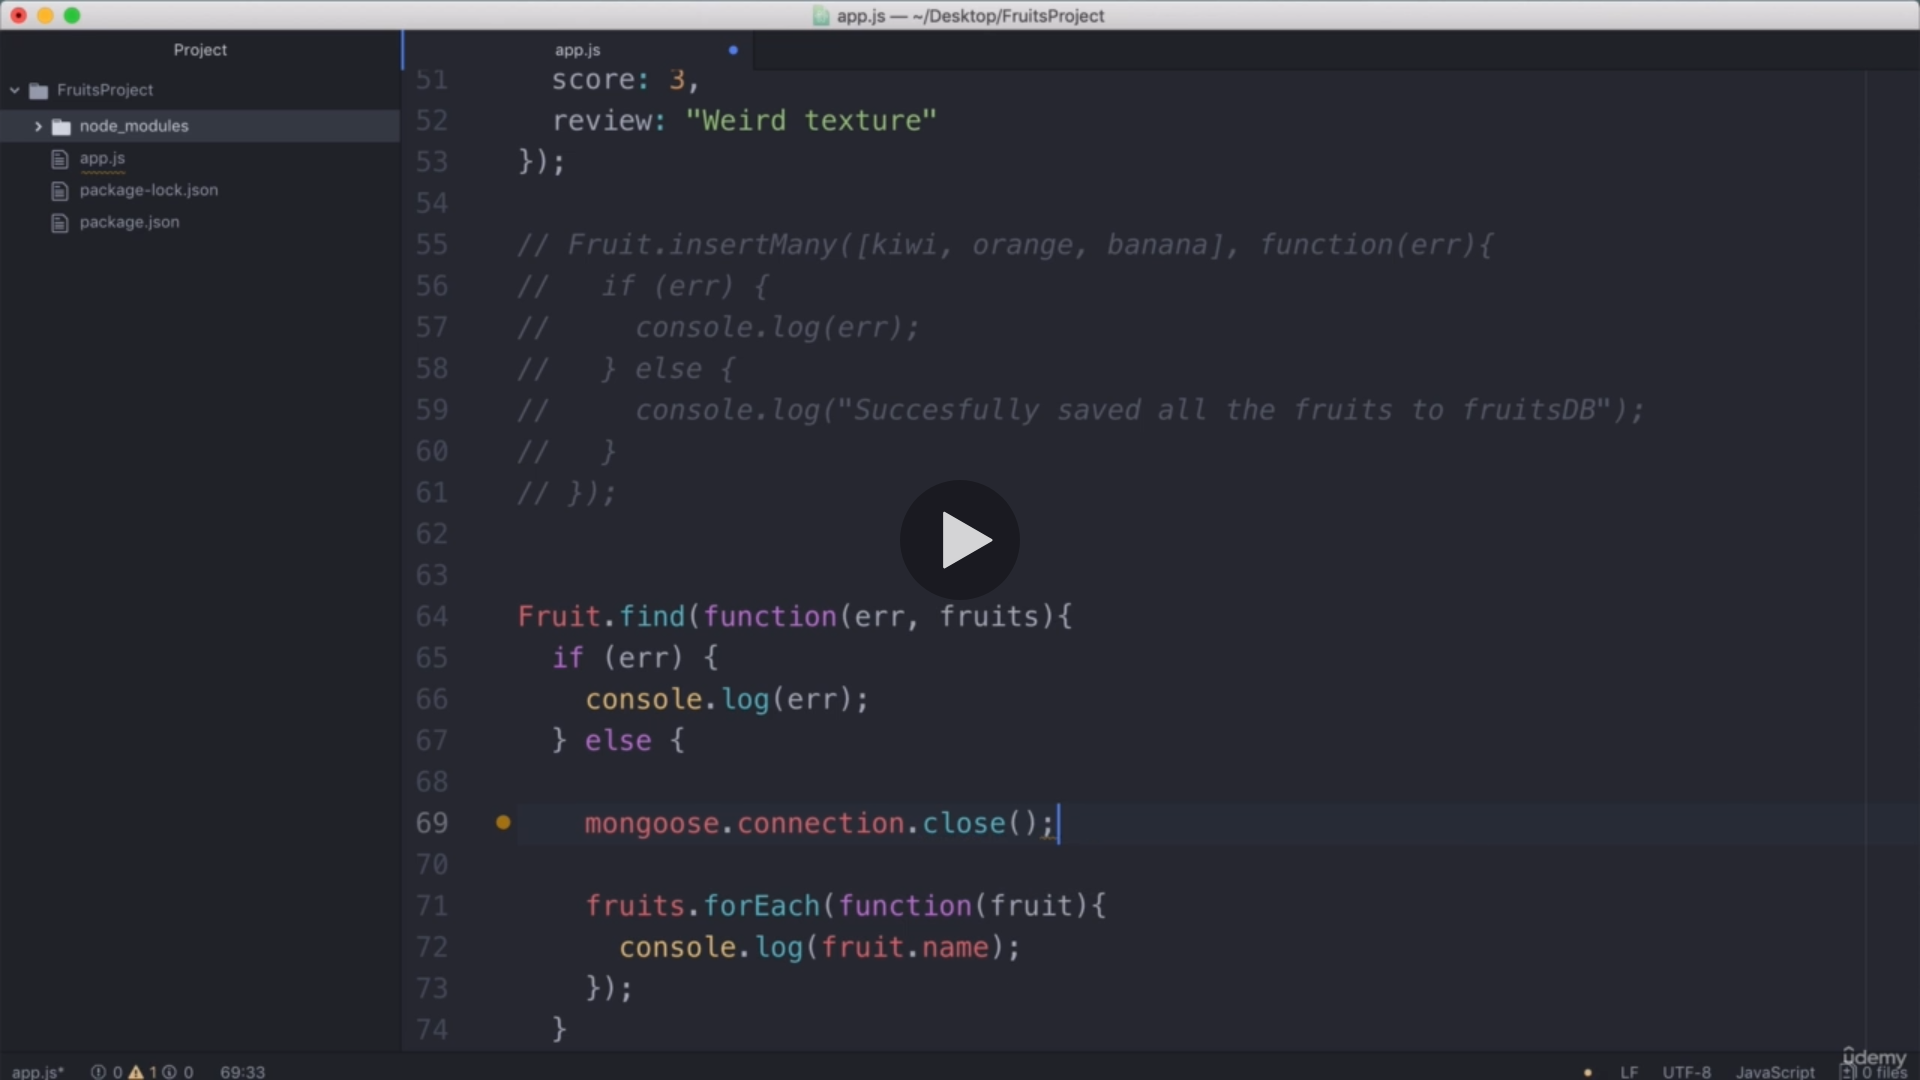 app.js — ~/Desktop/FruitsProject
Project
FruitsProject
node_modules
app.js
package-lock.json
package.json
app.js
51 score: 3,
52 review: "Weird texture"
53 });
54
55 // Fruit.insertMany([kiwi, orange, banana], function(err){
56 // if (err) {
57 // console.log(err);
58 // } else {
59 // console.log("Succesfully saved all the fruits to fruitsDB");
60 // }
61 // });
62
63
64 Fruit.find(function(err, fruits){
65 if (err) {
66 console.log(err);
67 } else {
68
69 mongoose.connection.close();
70
71 fruits.forEach(function(fruit){
72 console.log(fruit.name);
73 });
74 }
app.js* 0 1 0 69:33
LF UTF-8 JavaScript 0 files
udemy